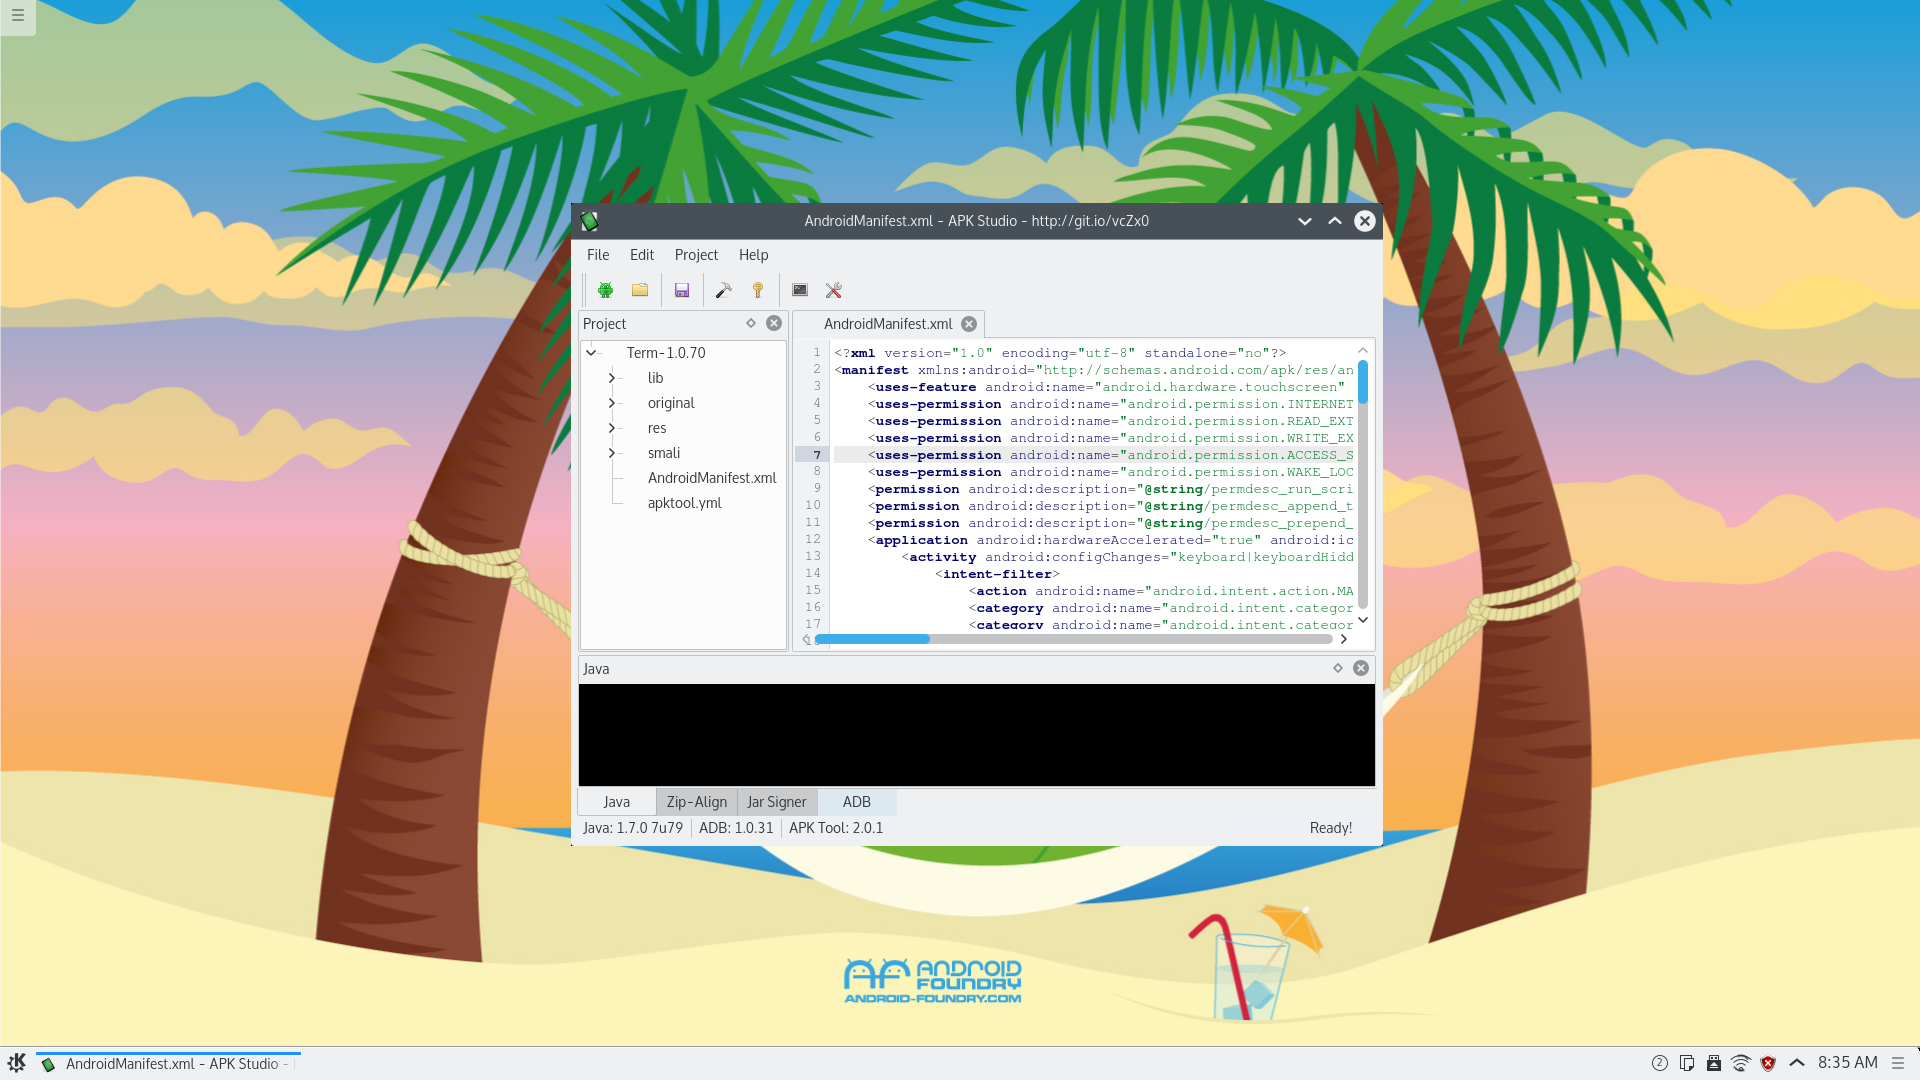 AndroidManifest.xml - APK Studio - http://git.io/vcZx0
File Edit Project Help
Project
Term-1.0.70
lib
original
res
smali
AndroidManifest.xml
apktool.yml
AndroidManifest.xml
1 <?xml version="1.0" encoding="utf-8" standalone="no"?>
2 <manifest xmlns:android="http://schemas.android.com/apk/res/an
3 <uses-feature android:name="android.hardware.touchscreen"
4 <uses-permission android:name="android.permission.INTERNET
5 <uses-permission android:name="android.permission.READ_EXT
6 <uses-permission android:name="android.permission.WRITE_EX
7 <uses-permission android:name="android.permission.ACCESS_S
8 <uses-permission android:name="android.permission.WAKE_LOC
9 <permission android:description="@string/permdesc_run_scri
10 <permission android:description="@string/permdesc_append_t
11 <permission android:description="@string/permdesc_prepend_
12 <application android:hardwareAccelerated="true" android:ic
13 <activity android:configChanges="keyboard|keyboardHidd
14 <intent-filter>
15 <action android:name="android.intent.action.MA
16 <category android:name="android.intent.categor
17 <category android:name="android.intent.categor
Java
Java Zip-Align Jar Signer ADB
Java: 1.7.0 7u79 ADB: 1.0.31 APK Tool: 2.0.1 Ready!
ANDROID
FOUNDRY
ANDROID-FOUNDRY.COM
AndroidManifest.xml - APK Studio -
2 8:35 AM